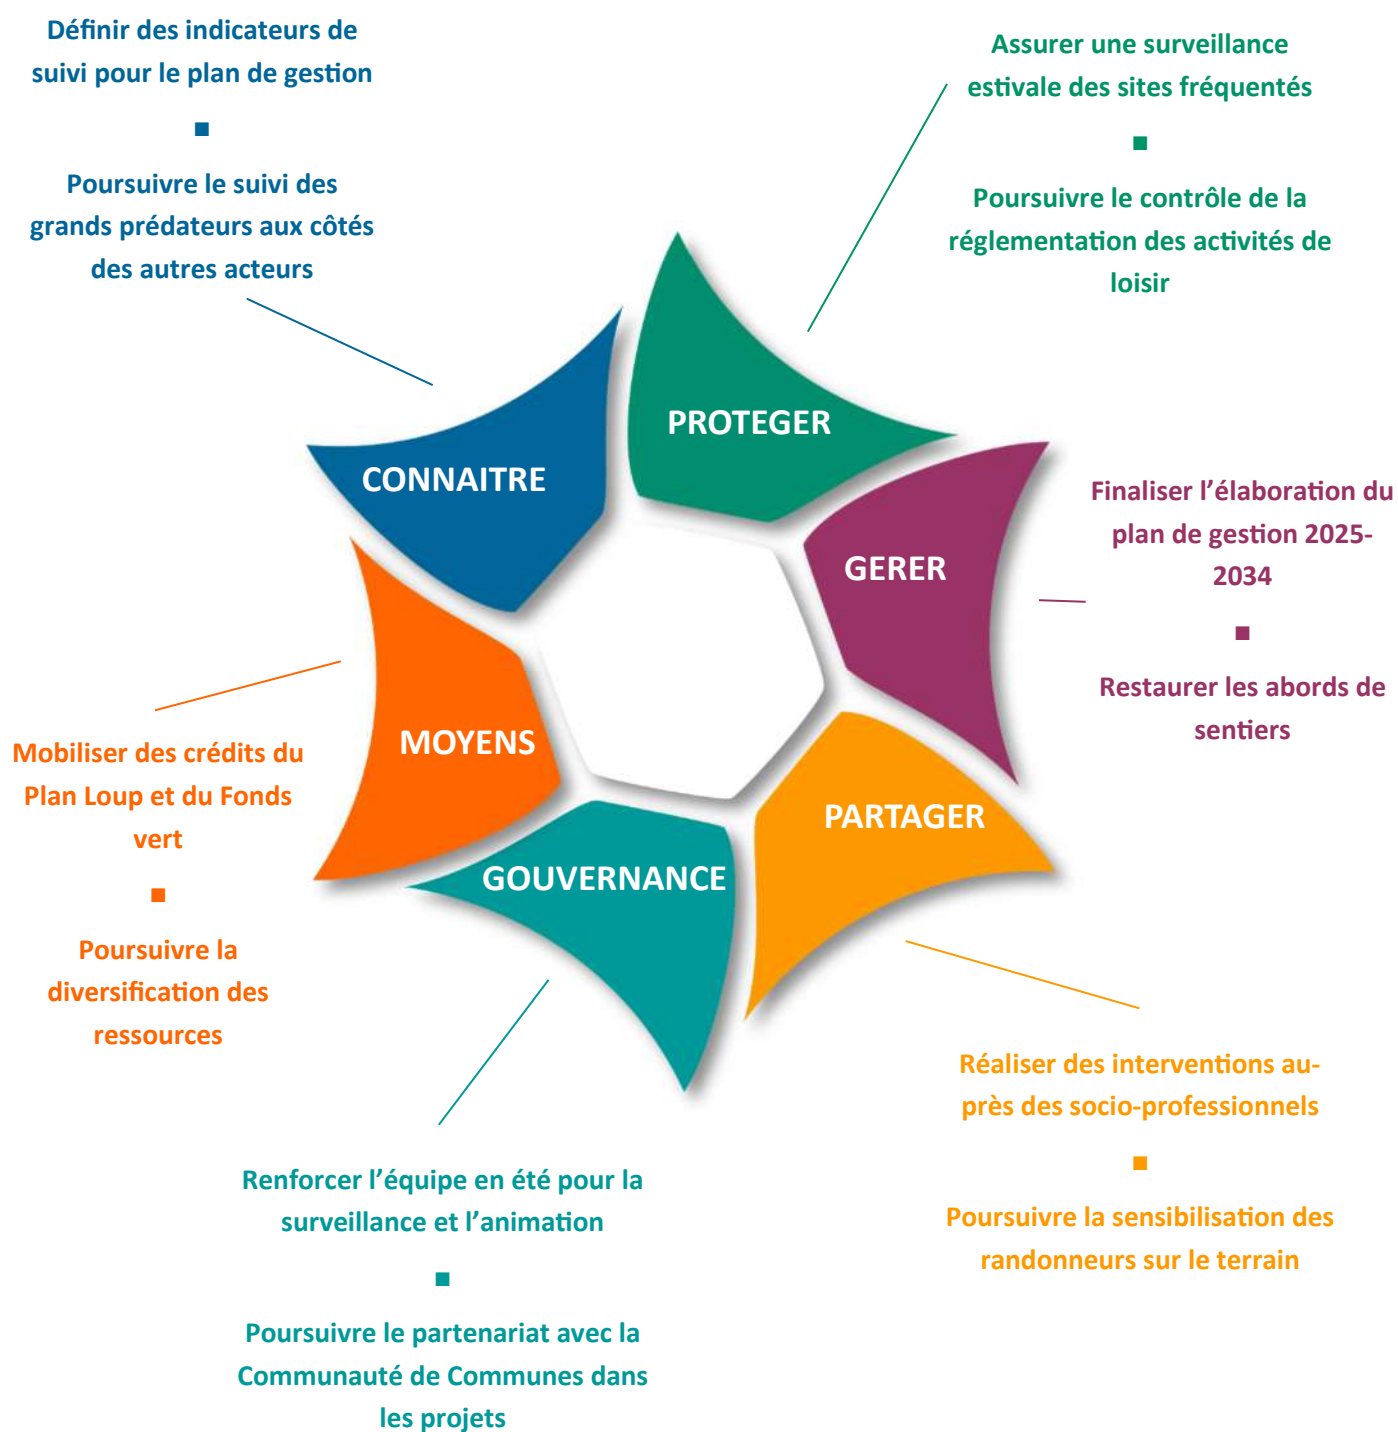 Définir des indicateurs de
suivi pour le plan de gestion
Poursuivre le suivi des
grands prédateurs aux côtés
des autres acteurs
Assurer une surveillance
estivale des sites fréquentés
Poursuivre le contrôle de la
réglementation des activités de
loisir
PROTEGER
CONNAITRE
GERER
Finaliser l’élaboration du
plan de gestion 2025-
2034
Restaurer les abords de
sentiers
MOYENS
Mobiliser des crédits du
Plan Loup et du Fonds
vert
Poursuivre la
diversification des
ressources
PARTAGER
GOUVERNANCE
Réaliser des interventions au-
près des socio-professionnels
Poursuivre la sensibilisation des
randonneurs sur le terrain
Renforcer l’équipe en été pour la
surveillance et l’animation
Poursuivre le partenariat avec la
Communauté de Communes dans
les projets